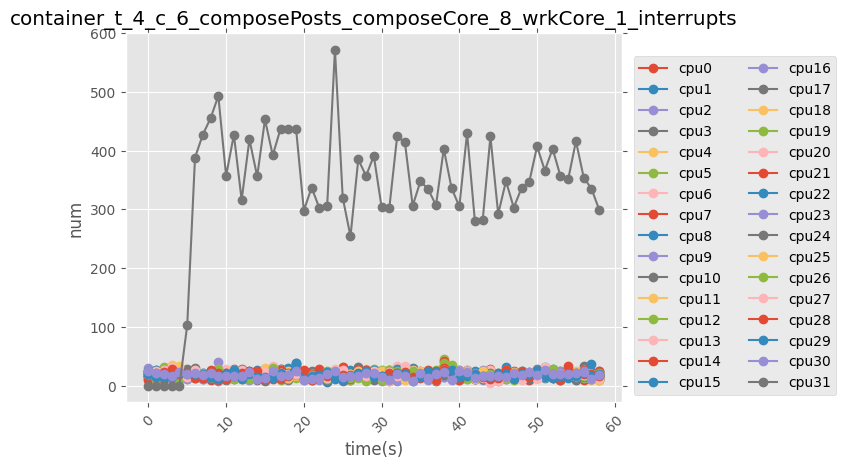 container_t_4_c_6_composePosts_composeCore_8_wrkCore_1_interrupts
600
500
400
300
200
100
0
num
0
10
20
30
40
50
60
time(s)
cpu0
cpu1
cpu2
cpu3
cpu4
cpu5
cpu6
cpu7
cpu8
cpu9
cpu10
cpu11
cpu12
cpu13
cpu14
cpu15
cpu16
cpu17
cpu18
cpu19
cpu20
cpu21
cpu22
cpu23
cpu24
cpu25
cpu26
cpu27
cpu28
cpu29
cpu30
cpu31